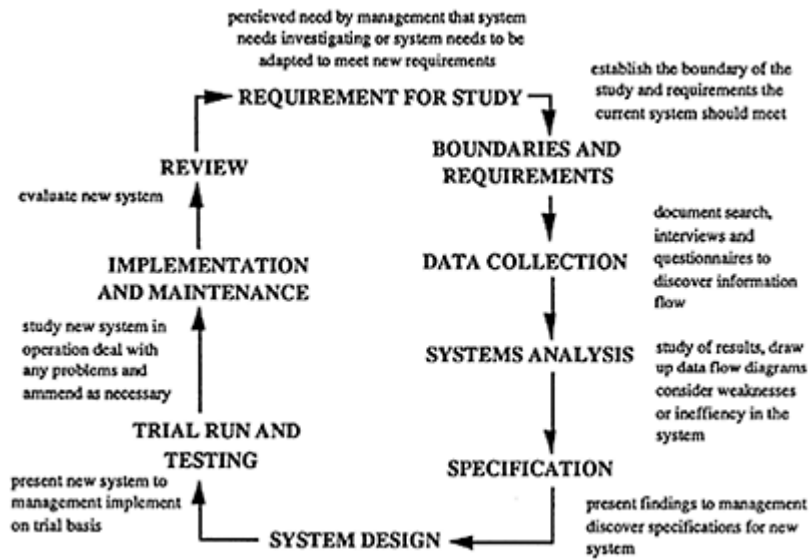 percieved need by management that system
needs investigating or system needs to be
adapted to meet new requirements
REQUIREMENT FOR STUDY
establish the boundary of the
study and requirements the
current system should meet
BOUNDARIES AND
REQUIREMENTS
document search,
interviews and
questionnaires to
discover information
flow
DATA COLLECTION
SYSTEMS ANALYSIS
study of results, draw
up data flow diagrams
consider weaknesses
or ineffiency in the
system
SPECIFICATION
present findings to management
discover specifications for new
system
SYSTEM DESIGN
present new system to
management implement
on trial basis
TRIAL RUN AND
TESTING
study new system in
operation deal with
any problems and
ammend as necessary
IMPLEMENTATION
AND MAINTENANCE
evaluate new system
REVIEW